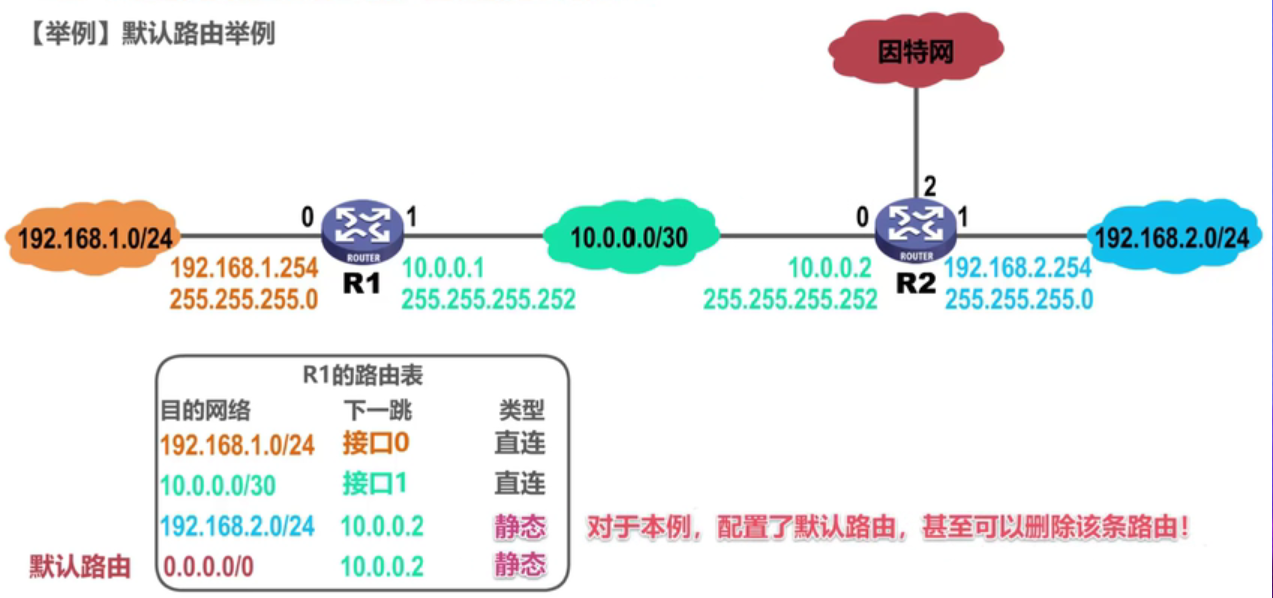 【举例】默认路由举例
因特网
2
0
1
0
1
192.168.1.0/24
10.0.0.0/30
192.168.2.0/24
ROUTER
ROUTER
192.168.1.254
255.255.255.0
R1
10.0.0.1
255.255.255.252
10.0.0.2
255.255.255.252
R2
192.168.2.254
255.255.255.0
R1的路由表
目的网络 下一跳 类型
192.168.1.0/24 接口0 直连
10.0.0.0/30 接口1 直连
192.168.2.0/24 10.0.0.2 静态 对于本例，配置了默认路由，甚至可以删除该条路由！
默认路由 0.0.0.0/0 10.0.0.2 静态